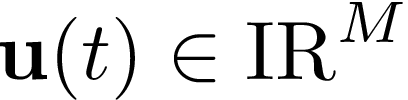 𝐮(t) ∈ IR^M